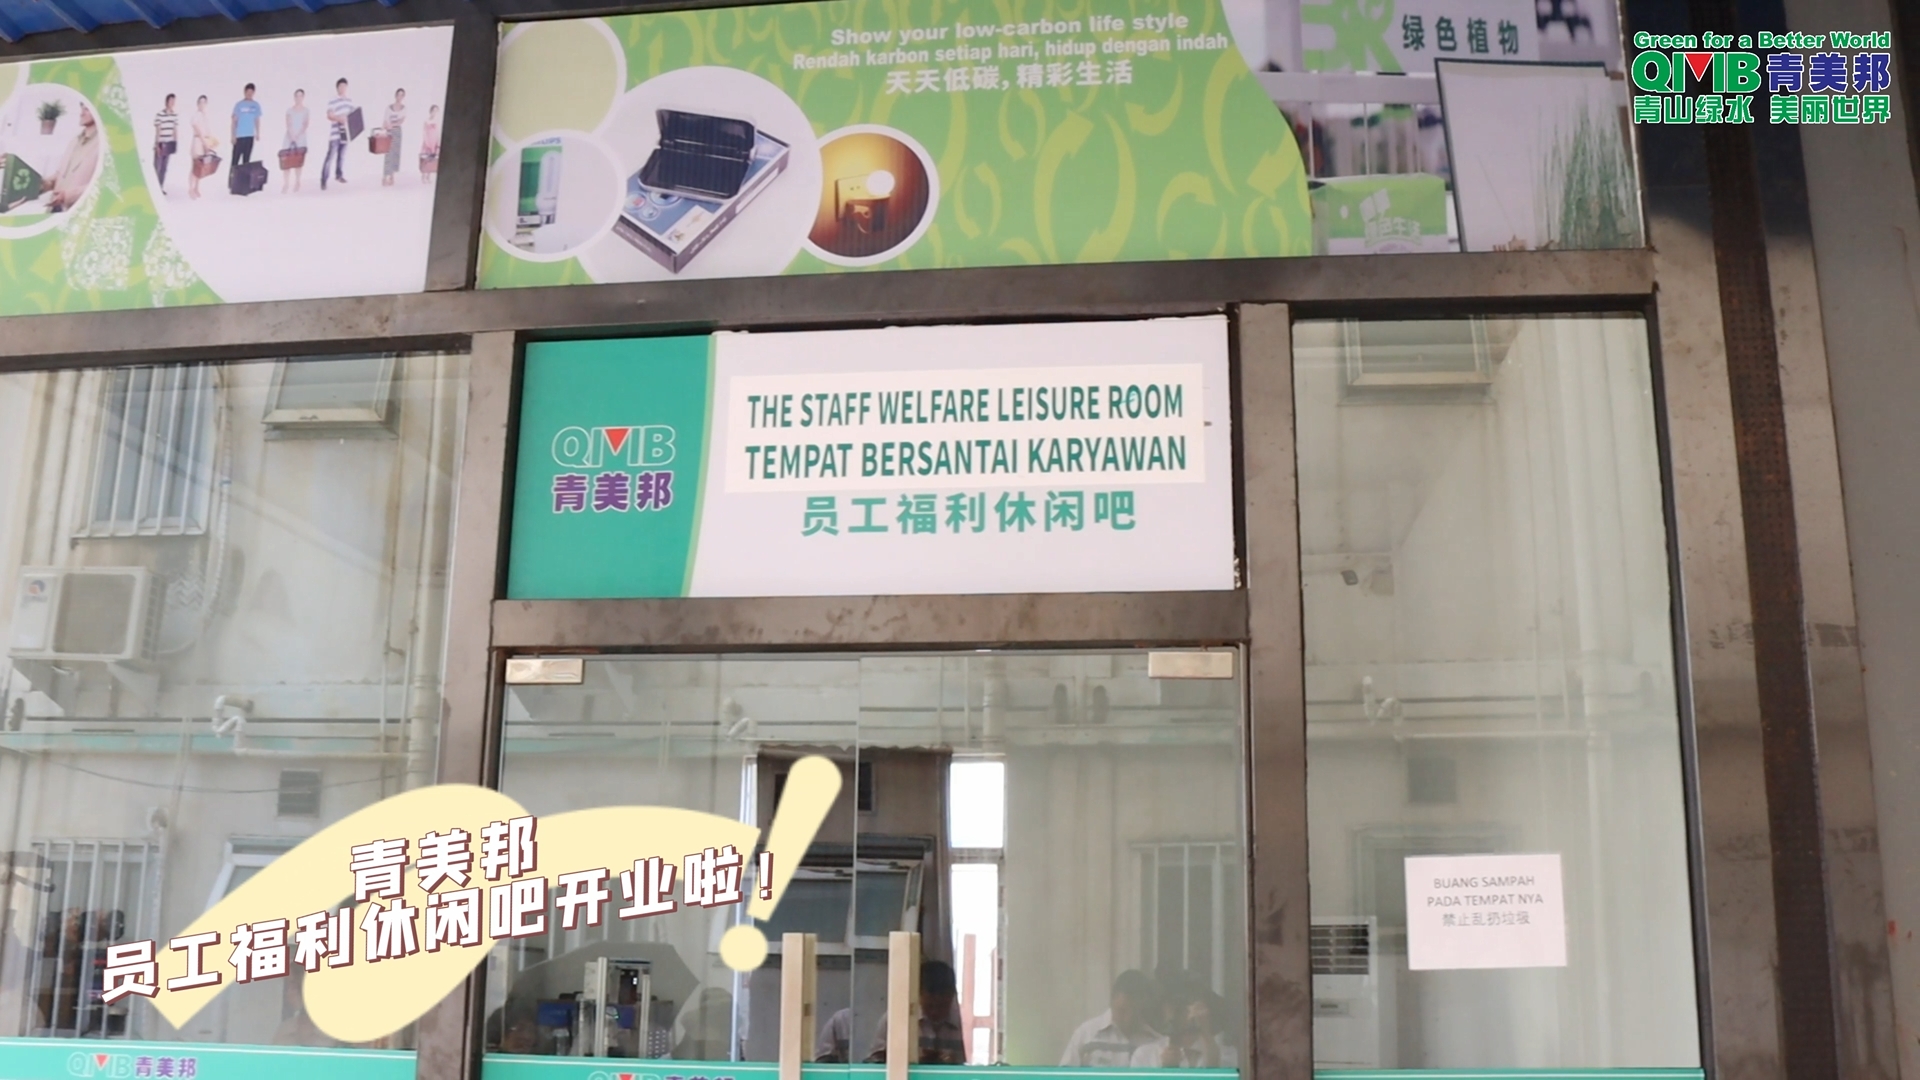 Show your low-carbon life style
Rendah karbon setiap hari, hidup dengan indah
天天低碳，精彩生活
绿色植物
Green for a Better World
QMB青美邦
青山绿水 美丽世界
THE STAFF WELFARE LEISURE ROOM
TEMPAT BERSANTAI KARYAWAN
员工福利休闲吧
QMB
青美邦
青美邦
员工福利休闲吧开业啦！
BUANG SAMPAH
PADA TEMPAT NYA
禁止乱扔垃圾
QMB青美邦